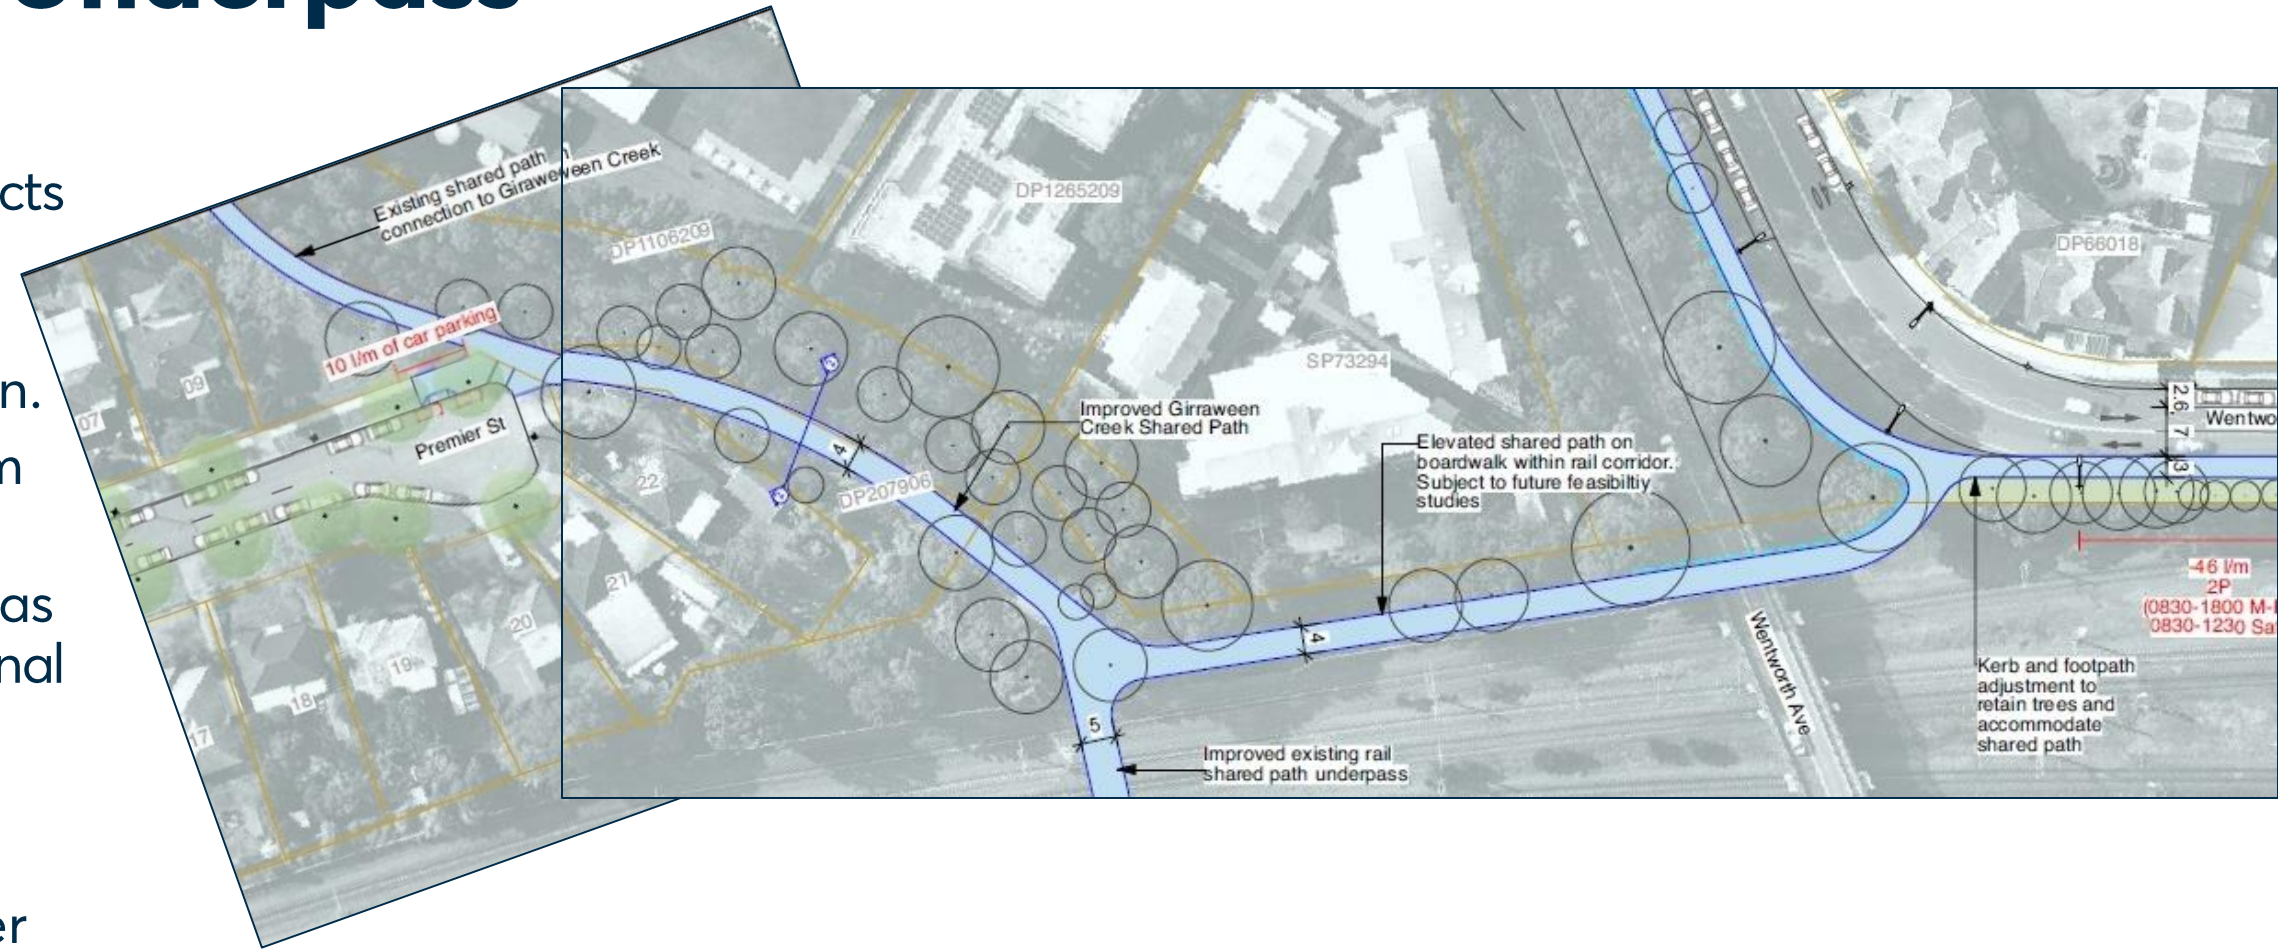 Underpass
cts
n.
m
as
nal
er
Existing shared path
connection to Giraween Creek
10 l/m of car parking
Premier St
07
09
17
18
19
20
21
22
DP1106209
DP1265209
DP207906
SP73294
DP66018
4
Improved Girraween
Creek Shared Path
Elevated shared path on
boardwalk within rail corridor.
Subject to future feasibiltiy
studies
4
5
Improved existing rail
shared path underpass
Wentworth Ave
2.6
7
3
Wentwo
-46 l/m
2P
(0830-1800 M-
0830-1230 Sa
Kerb and footpath
adjustment to
retain trees and
accommodate
shared path